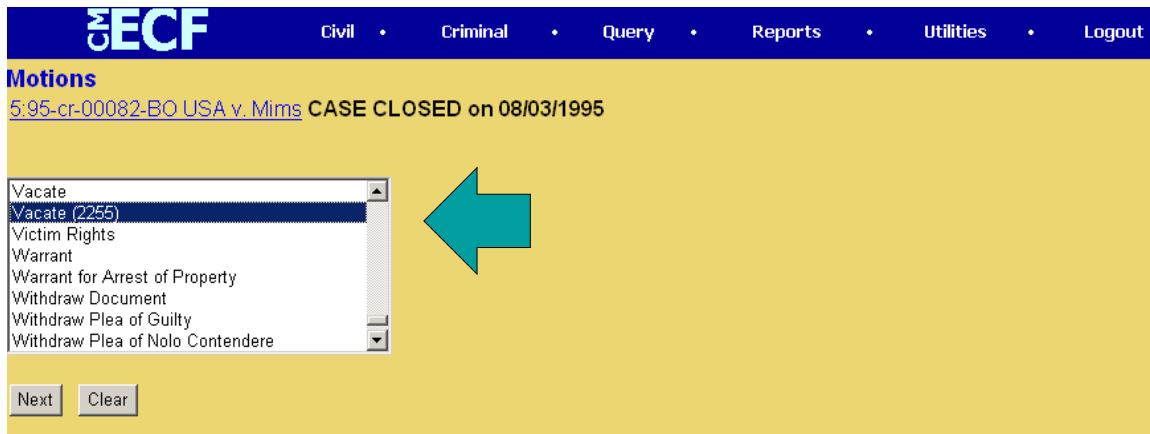 CM ECF Civil • Criminal • Query • Reports • Utilities • Logout
Motions
5:95-cr-00082-BO USA v. Mims CASE CLOSED on 08/03/1995
Vacate
Vacate (2255)
Victim Rights
Warrant
Warrant for Arrest of Property
Withdraw Document
Withdraw Plea of Guilty
Withdraw Plea of Nolo Contendere
Next Clear